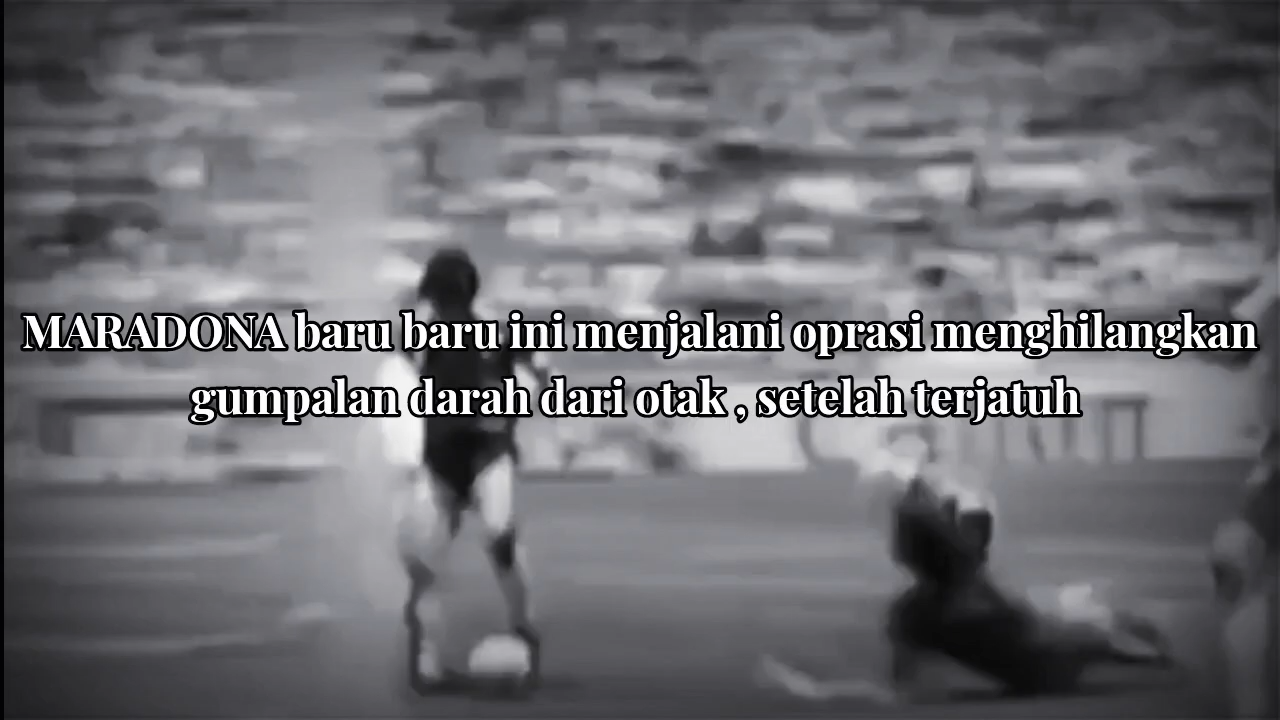 MARADONA baru baru ini menjalani oprasi menghilangkan
gumpalan darah dari otak , setelah terjatuh